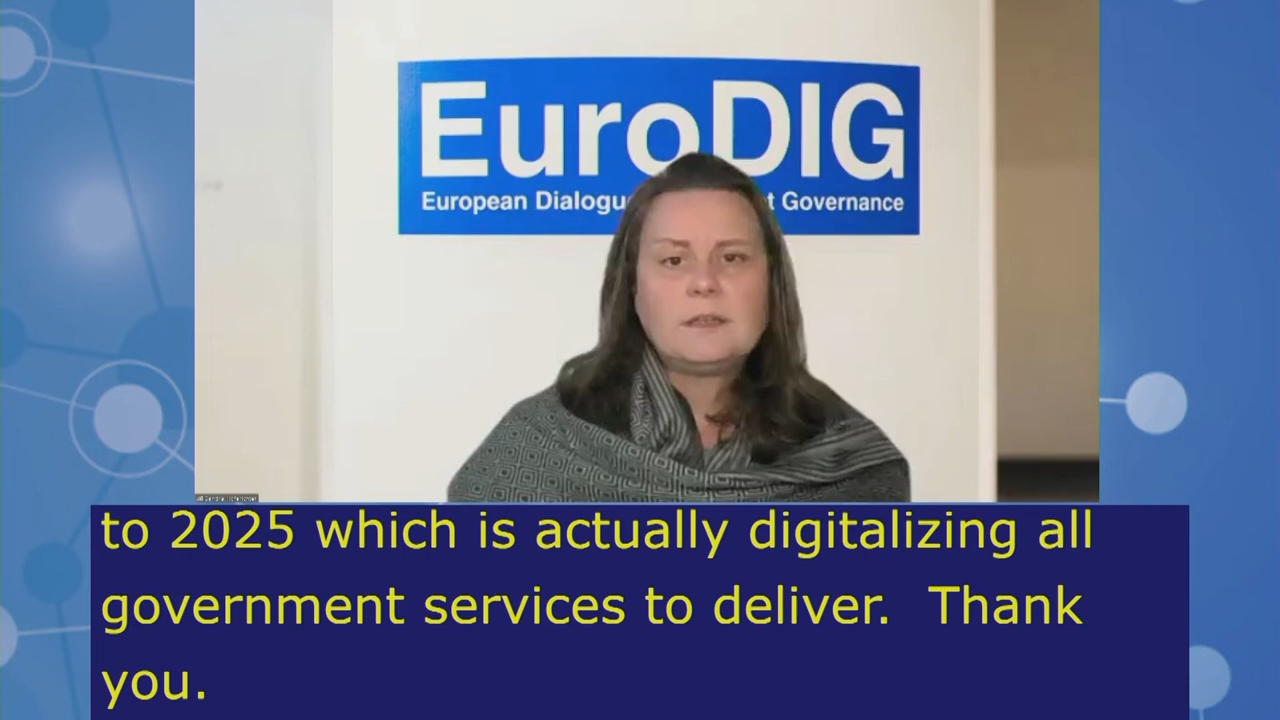 EuroDIG
European Dialogu t Governance
to 2025 which is actually digitalizing all
government services to deliver.  Thank
you.